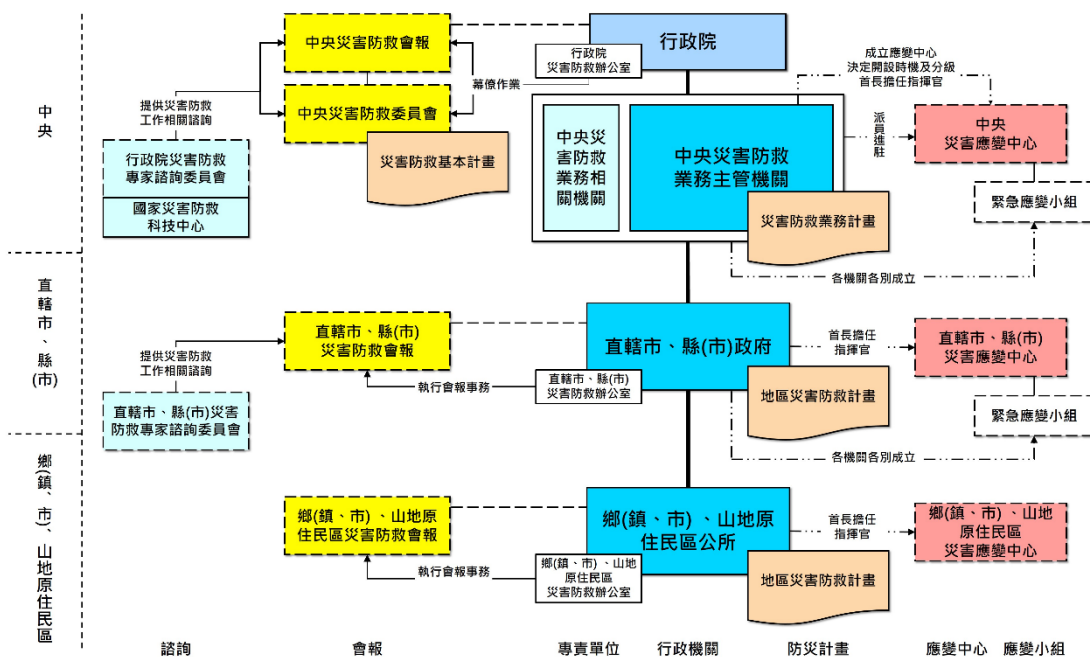 中央
直轄市、縣(市)
鄉(鎮、市)、山地原住民區
中央災害防救會報
中央災害防救委員會
災害防救基本計畫
提供災害防救
工作相關諮詢
行政院災害防救
專家諮詢委員會
國家災害防救
科技中心
行政院
行政院
災害防救辦公室
幕僚作業
中央災
害防救
業務相
關機關
中央災害防救
業務主管機關
災害防救業務計畫
成立應變中心
決定開設時機及分級
首長擔任指揮官
派員進駐
中央
災害應變中心
緊急應變小組
各機關各別成立
提供災害防救
工作相關諮詢
直轄市、縣(市)災害
防救專家諮詢委員會
直轄市、縣(市)
災害防救會報
執行會報事務
直轄市、縣(市)政府
直轄市、縣(市)
災害防救辦公室
地區災害防救計畫
首長擔任
指揮官
直轄市、縣(市)
災害應變中心
緊急應變小組
各機關各別成立
鄉(鎮、市) 、山地原
住民區災害防救會報
執行會報事務
鄉(鎮、市) 、山地原
住民區公所
鄉(鎮、市) 、山地
原住民區
災害防救辦公室
地區災害防救計畫
首長擔任
指揮官
鄉(鎮、市) 、山地
原住民區
災害應變中心
諮詢
會報
專責單位
行政機關
防災計畫
應變中心
應變小組